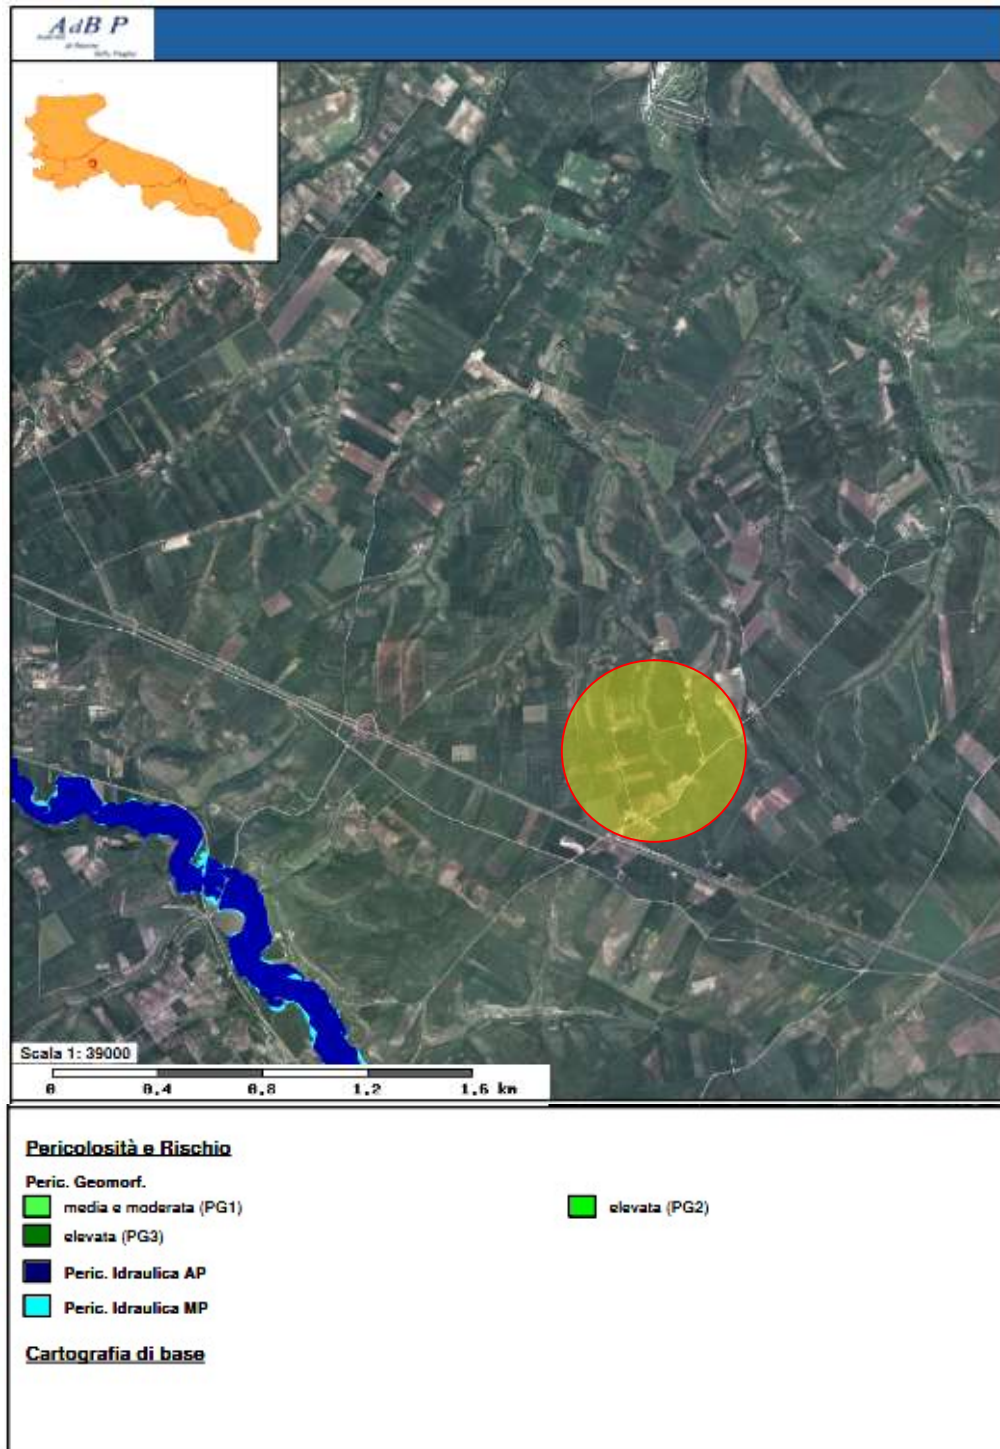 AdB P
Scala 1: 39000
0 0.4 0.8 1.2 1.6 km
Pericolosità e Rischio
Peric. Geomorf.
media e moderata (PG1)
elevata (PG2)
elevata (PG3)
Peric. Idraulica AP
Peric. Idraulica MP
Cartografia di base